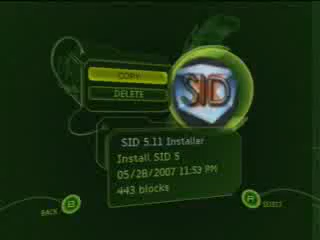 COPY
SID
DELETE
SID 5.11 Installer
Install SID 5
05/28/2007 11:53 PM
443 blocks
BACK B
A SELECT